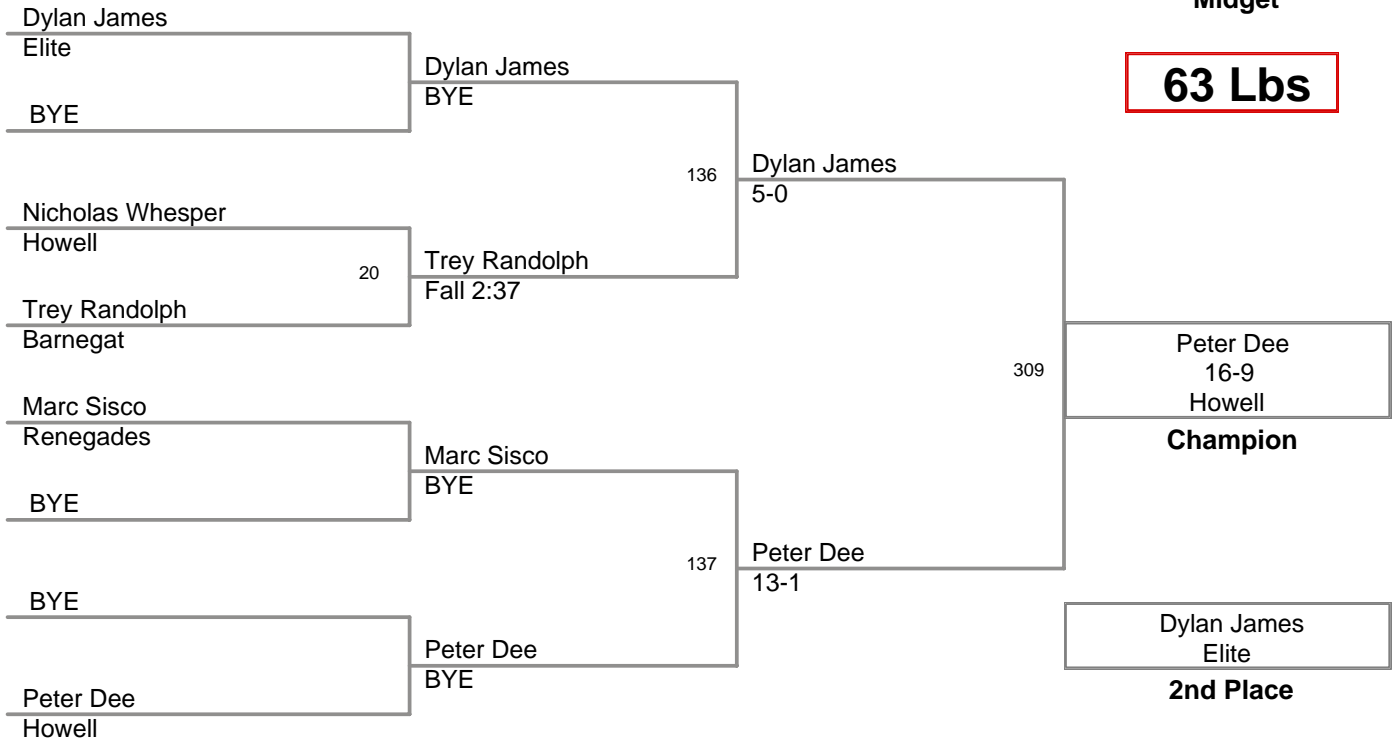 Midget
63 Lbs
Dylan James
Elite
BYE
Nicholas Whesper
Howell
20
Trey Randolph
Barnegat
Marc Sisco
Renegades
BYE
BYE
Peter Dee
Howell
Dylan James
BYE
136
Trey Randolph
Fall 2:37
Marc Sisco
BYE
137
Peter Dee
BYE
Dylan James
5-0
309
Peter Dee
13-1
Peter Dee
16-9
Howell
Champion
Dylan James
Elite
2nd Place